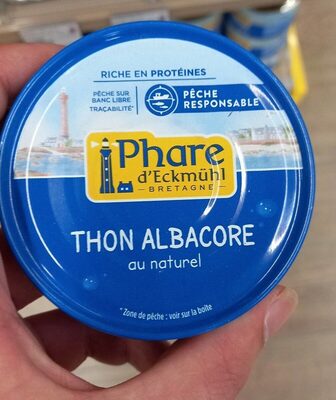 RICHE EN PROTÉINES
PÊCHE SUR
BANC LIBRE
TRAÇABILITÉ*
PÊCHE
RESPONSABLE
Phare
d'Eckmühl
BRETAGNE
THON ALBACORE
au naturel
* Zone de pêche : voir sur la boîte